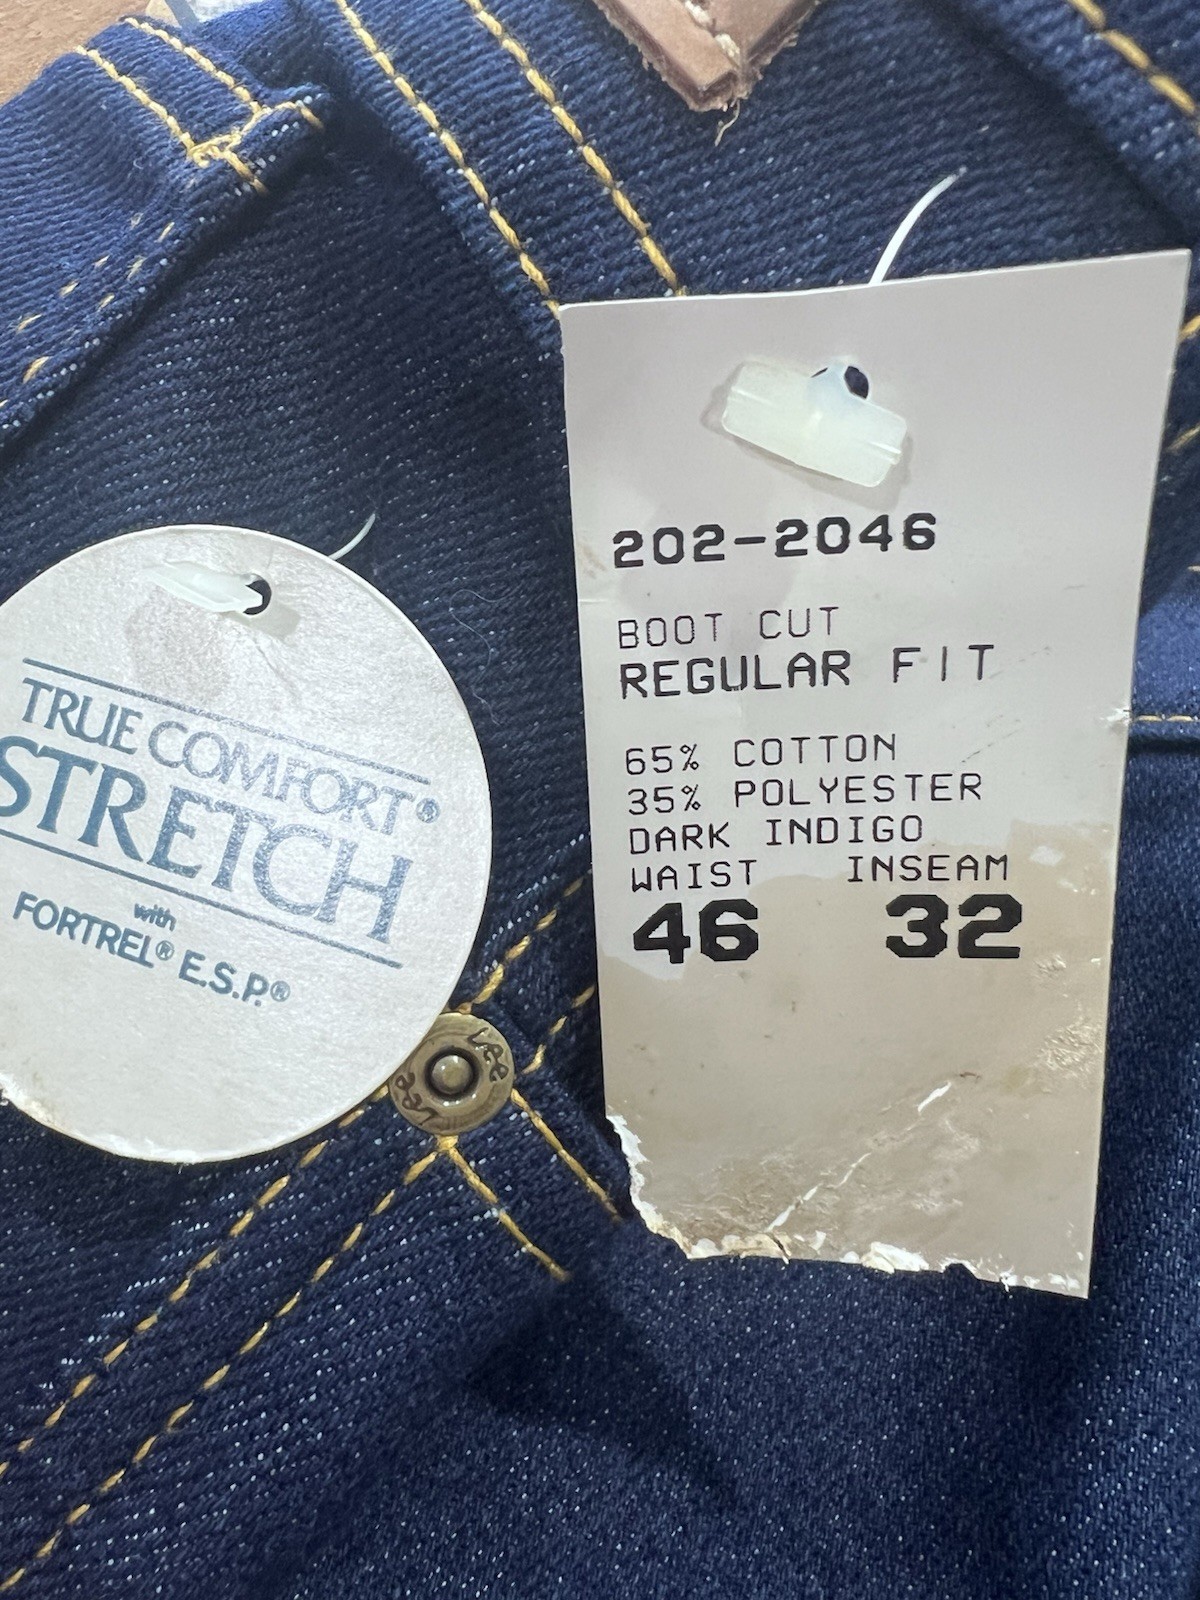 202-2046
BOOT CUT
REGULAR FIT
65% COTTON
35% POLYESTER
DARK INDIGO
WAIST INSEAM
46 32
TRUE COMFORT®
STRETCH
with
FORTREL® E.S.P.®
Lee
Lee